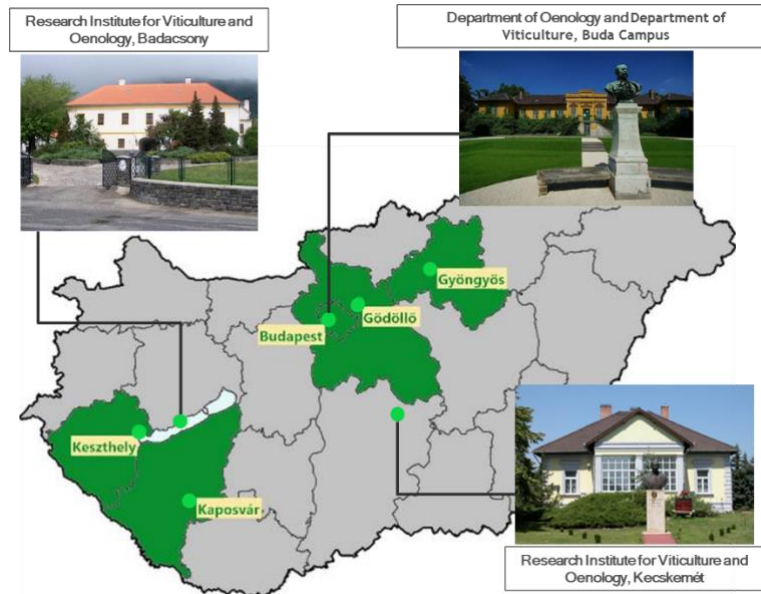 Research Institute for Viticulture and
Oenology, Badacsony
Department of Oenology and Department of
Viticulture, Buda Campus
Gyöngyös
Gödöllő
Budapest
Keszthely
Kaposvár
Research Institute for Viticulture and
Oenology, Kecskemét